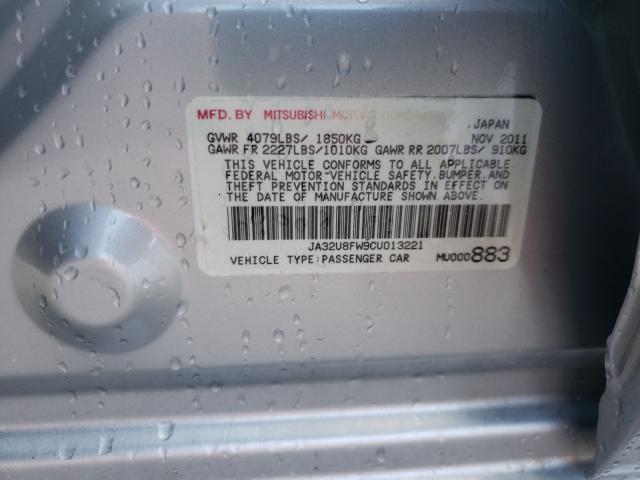 MFD. BY MITSUBISHI MOTORS CORPORATION
JAPAN
GVWR 4079LBS/ 1850KG NOV 2011
GAWR FR 2227LBS/1010KG GAWR RR 2007LBS/ 910KG
THIS VEHICLE CONFORMS TO ALL APPLICABLE
FEDERAL MOTOR-VEHICLE SAFETY,BUMPER,AND
THEFT PREVENTION STANDARDS IN EFFECT ON
THE DATE OF MANUFACTURE SHOWN ABOVE.
JA32U8FW9CU013221
VEHICLE TYPE:PASSENGER CAR MU000883